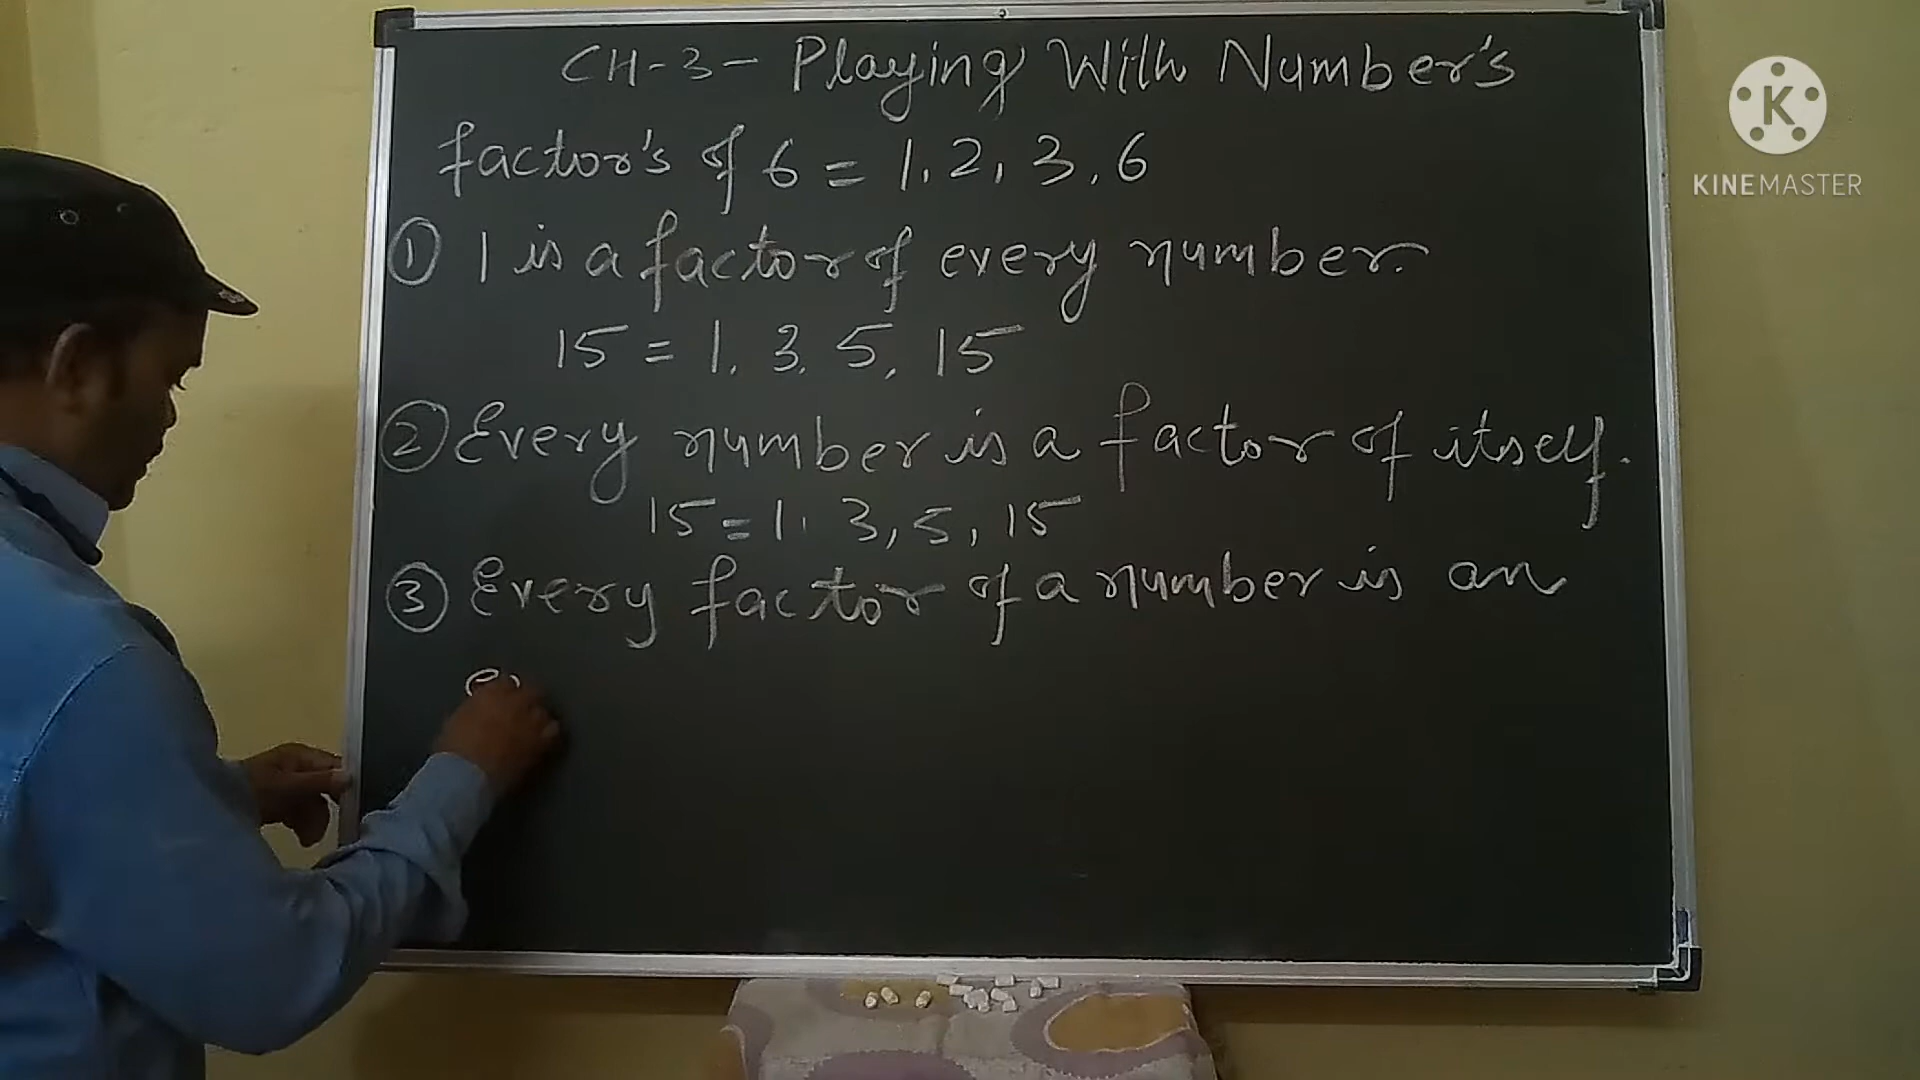 CH-3- Playing With Number's
factor's of 6 = 1, 2, 3, 6
① 1 is a factor of every number.
15 = 1, 3, 5, 15
② Every number is a factor of itself.
15 = 1, 3, 5, 15
③ Every factor of a number is an
K
KINEMASTER